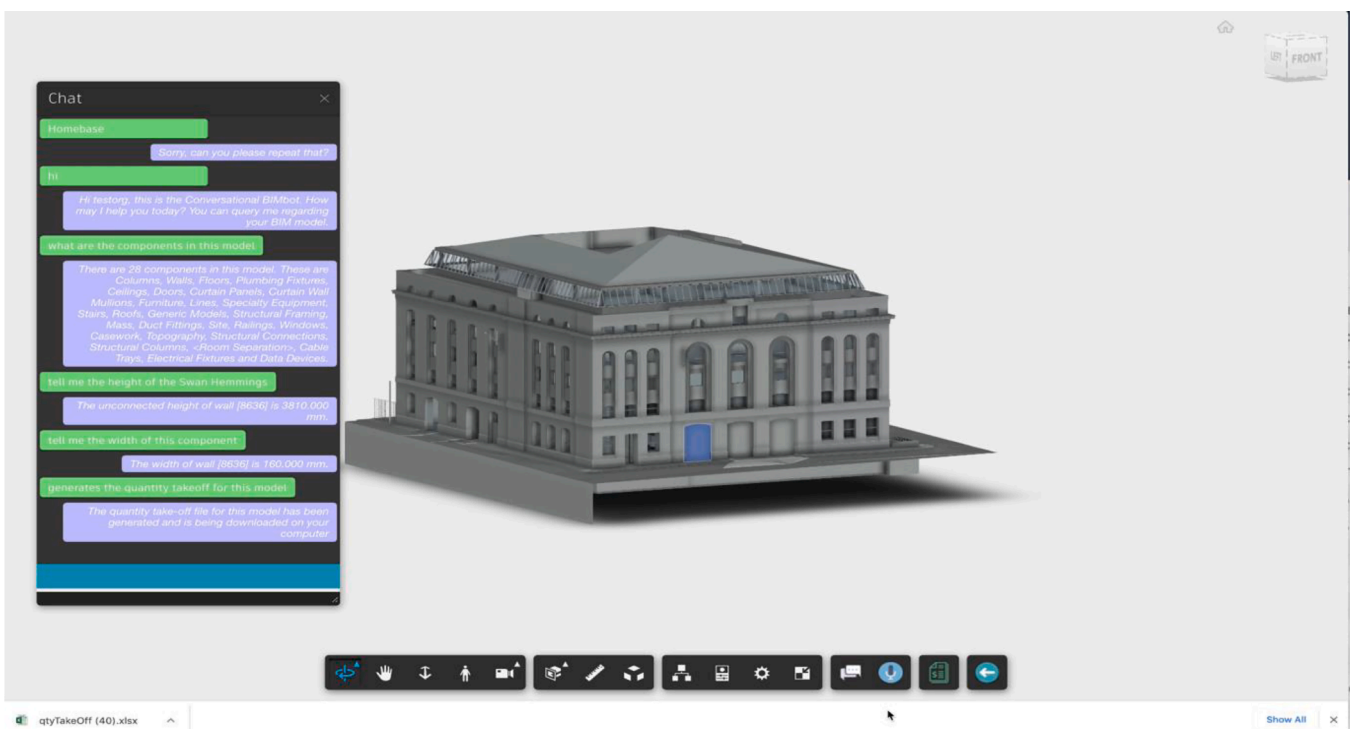 LEFT
FRONT
Chat
Homebase
Sorry, can you please repeat that?
hi
Hi testorg, this is the Conversational BIMbot. How
may I help you today? You can query me regarding
your BIM model.
what are the components in this model
There are 28 components in this model. These are
Columns, Walls, Floors, Plumbing Fixtures,
Ceilings, Doors, Curtain Panels, Curtain Wall
Mullions, Furniture, Lines, Specialty Equipment,
Stairs, Roofs, Generic Models, Structural Framing,
Mass, Duct Fittings, Site, Railings, Windows,
Casework, Topography, Structural Connections,
Structural Columns, <Room Separation>, Cable
Trays, Electrical Fixtures and Data Devices.
tell me the height of the Swan Hemmings
The unconnected height of wall [8636] is 3810.000
mm.
tell me the width of this component
The width of wall [8636] is 160.000 mm.
generates the quantity takeoff for this model
The quantity take-off file for this model has been
generated and is being downloaded on your
computer
qtyTakeOff (40).xlsx
Show All